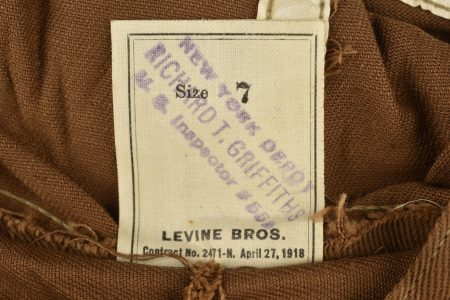 Size 7
NEW YORK DEPOT
RICHARD T. GRIFFITHS
U. S. Inspector
LEVINE BROS.
Contract No. 2471-N. April 27, 1918